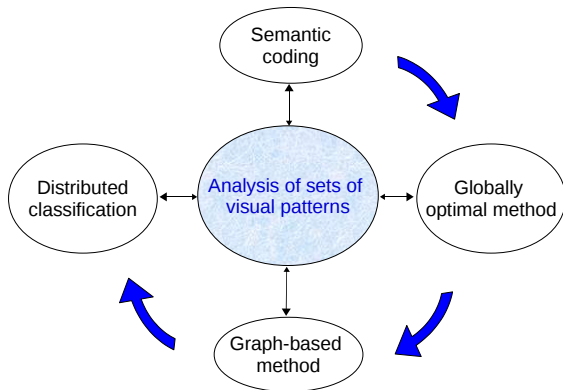 Semantic
coding
Distributed
classification
Analysis of sets of
visual patterns
Globally
optimal method
Graph-based
method